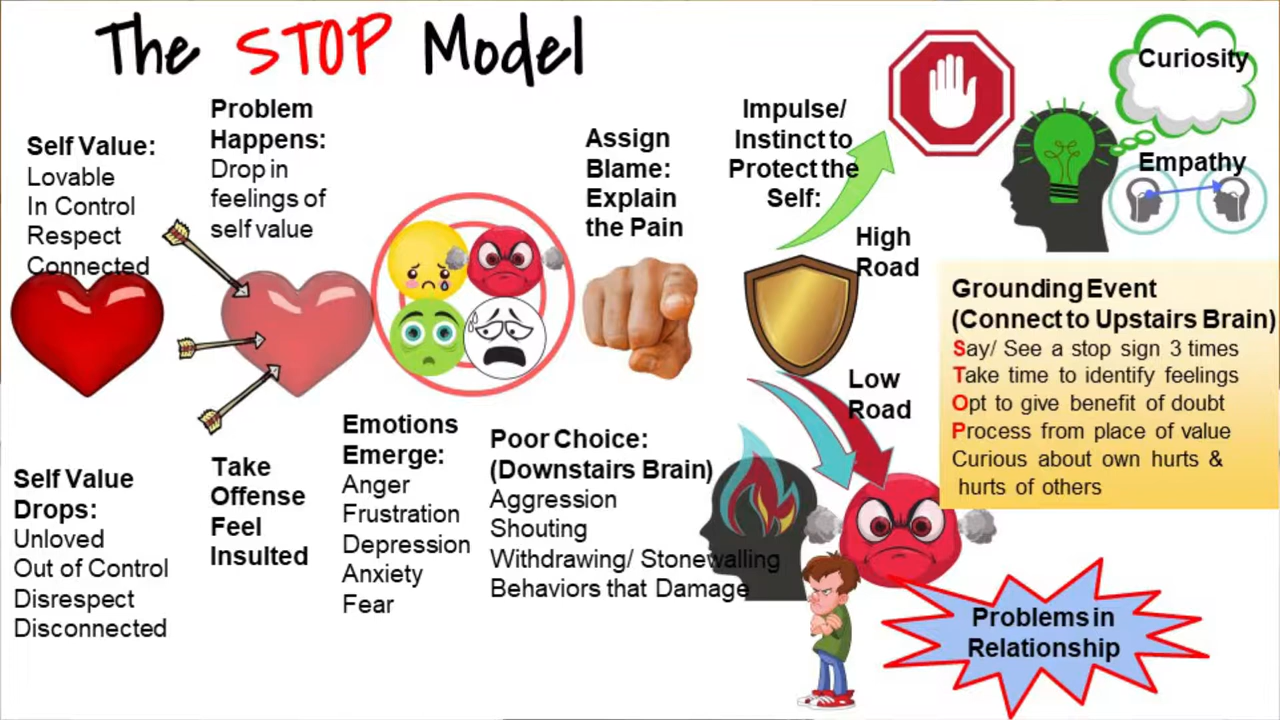 The STOP Model
Self Value:
Lovable
In Control
Respect
Connected
Problem
Happens:
Drop in
feelings of
self value
Assign
Blame:
Explain
the Pain
Impulse/
Instinct to
Protect the
Self:
High
Road
Low
Road
Curiosity
Empathy
Grounding Event
(Connect to Upstairs Brain)
Say/ See a stop sign 3 times
Take time to identify feelings
Opt to give benefit of doubt
Process from place of value
Curious about own hurts &
hurts of others
Self Value
Drops:
Unloved
Out of Control
Disrespect
Disconnected
Take
Offense
Feel
Insulted
Emotions
Emerge:
Anger
Frustration
Depression
Anxiety
Fear
Poor Choice:
(Downstairs Brain)
Aggression
Shouting
Withdrawing/ Stonewalling
Behaviors that Damage
Problems in
Relationship